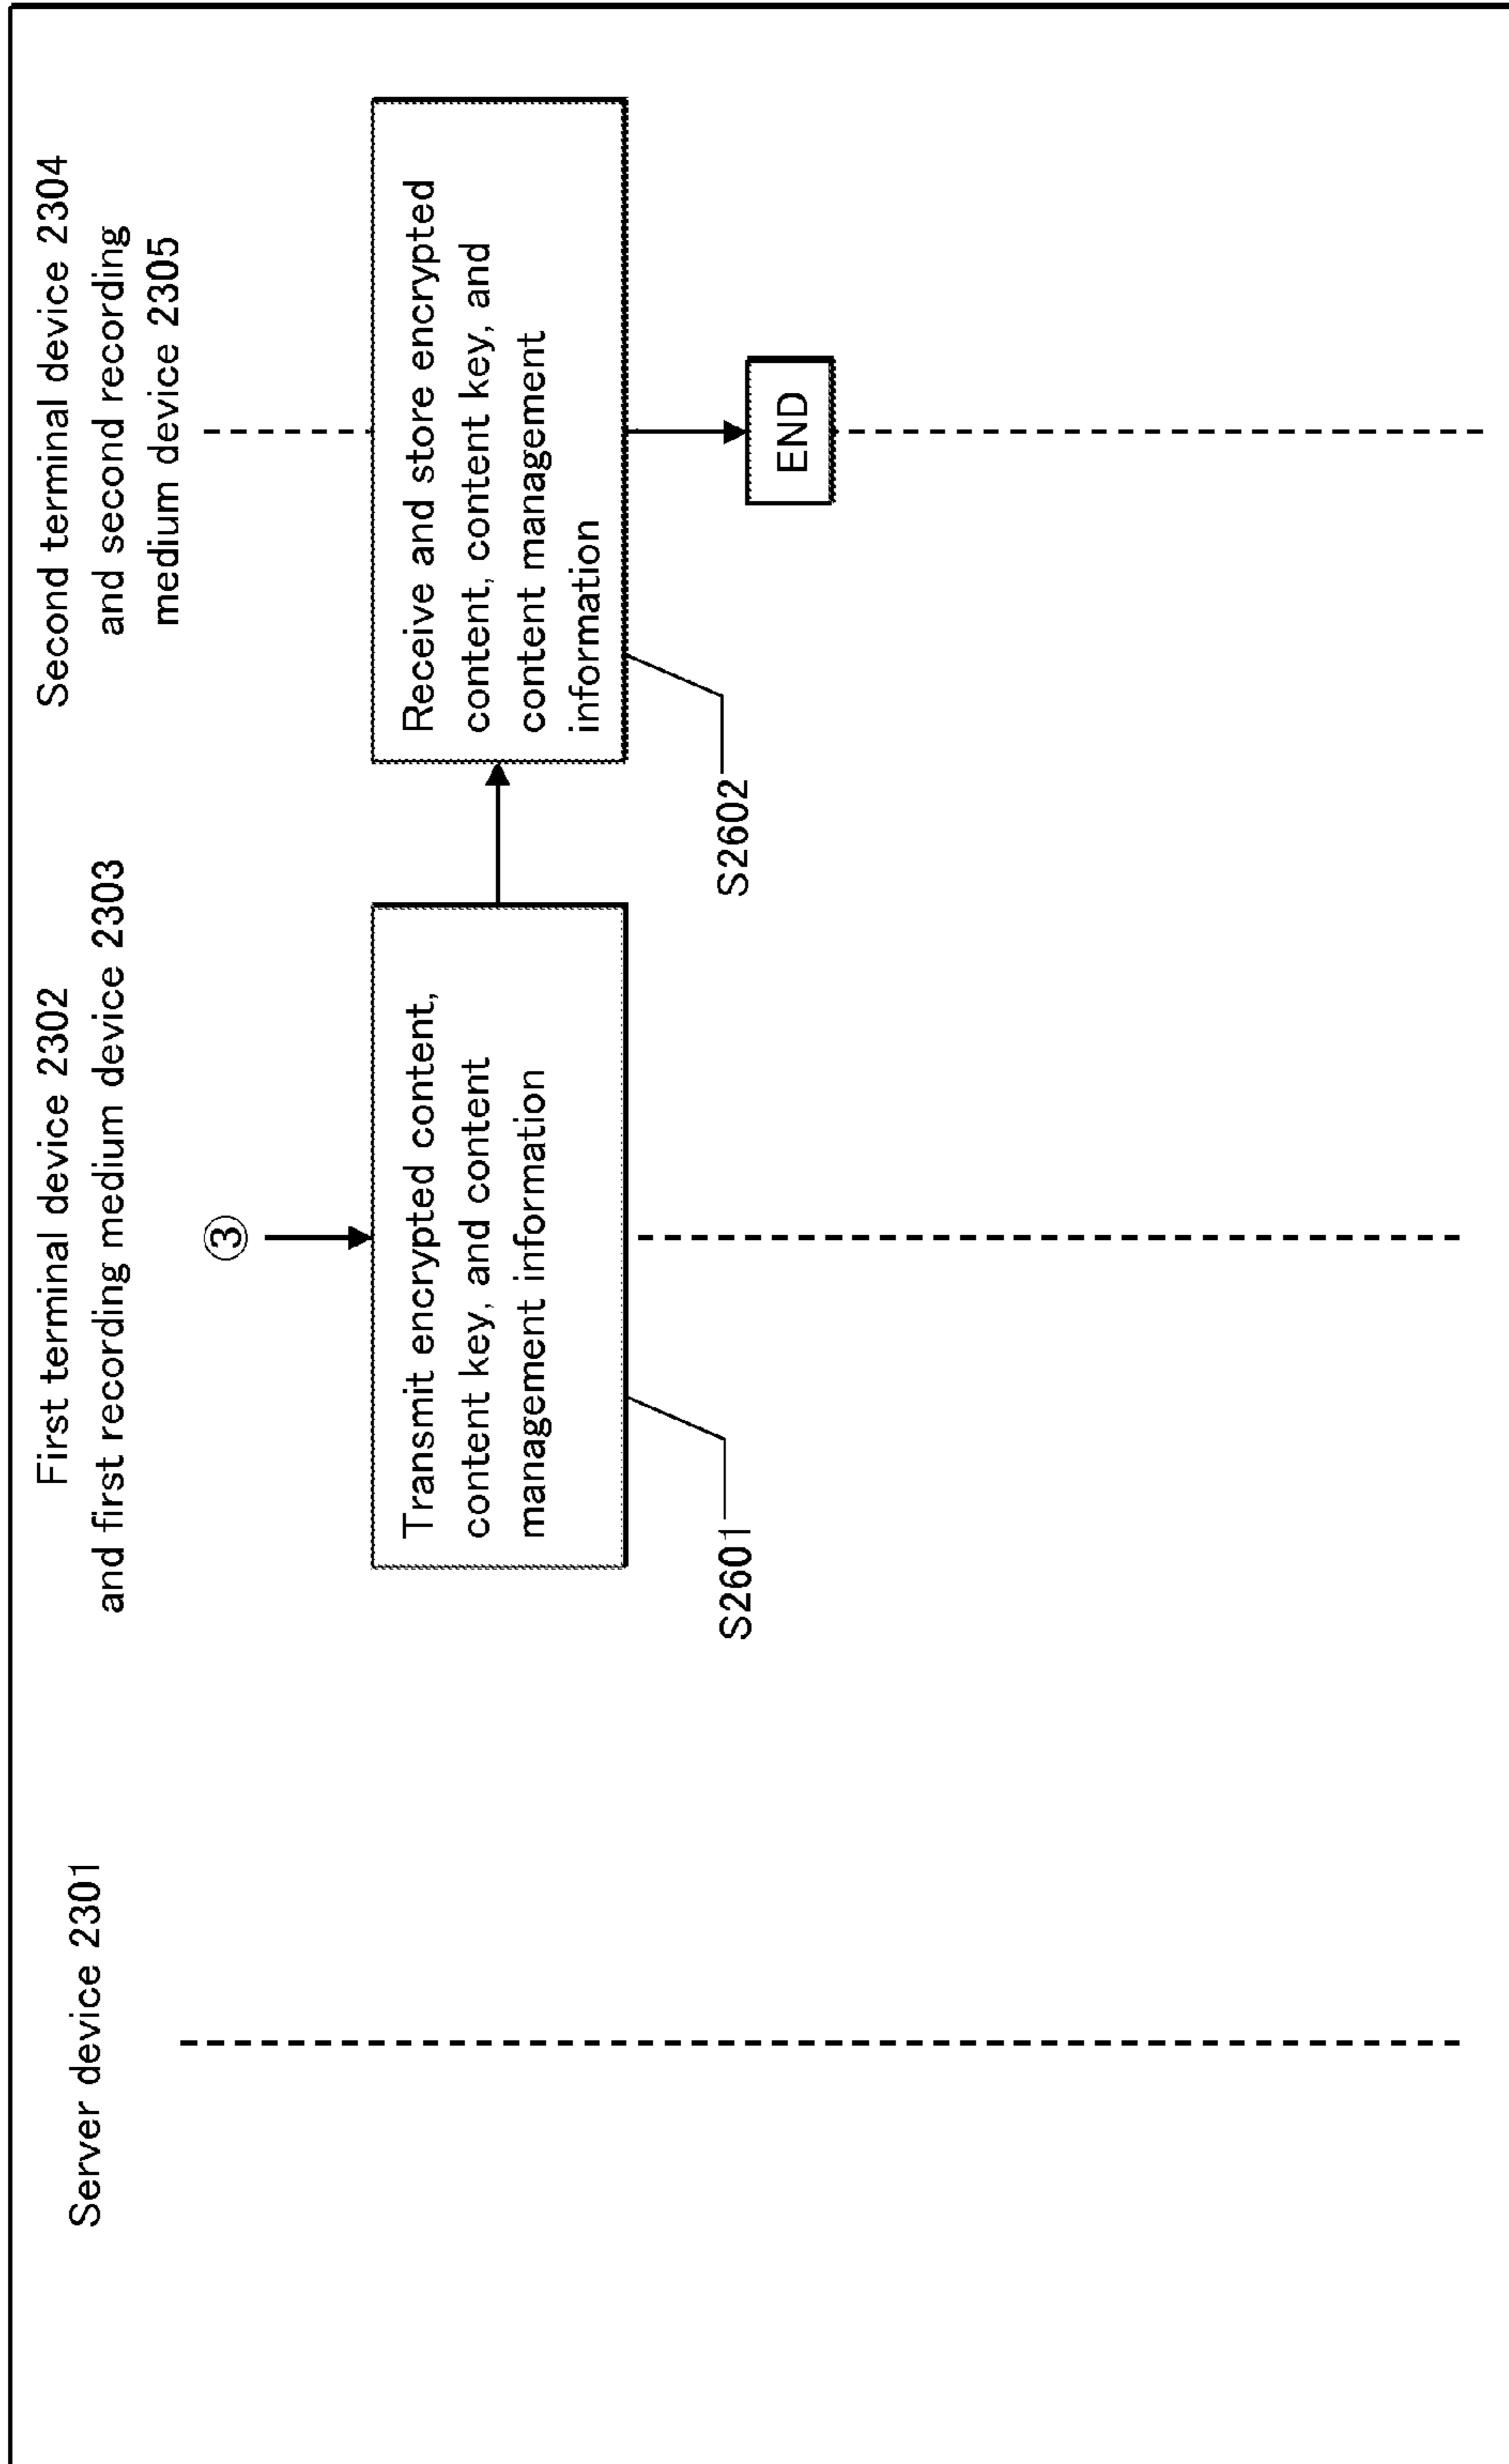 Server device 2301
First terminal device 2302
and first recording medium device 2303
Second terminal device 2304
and second recording
medium device 2305
③
Transmit encrypted content,
content key, and content
management information
S2601
Receive and store encrypted
content, content key, and
content management
information
S2602
END